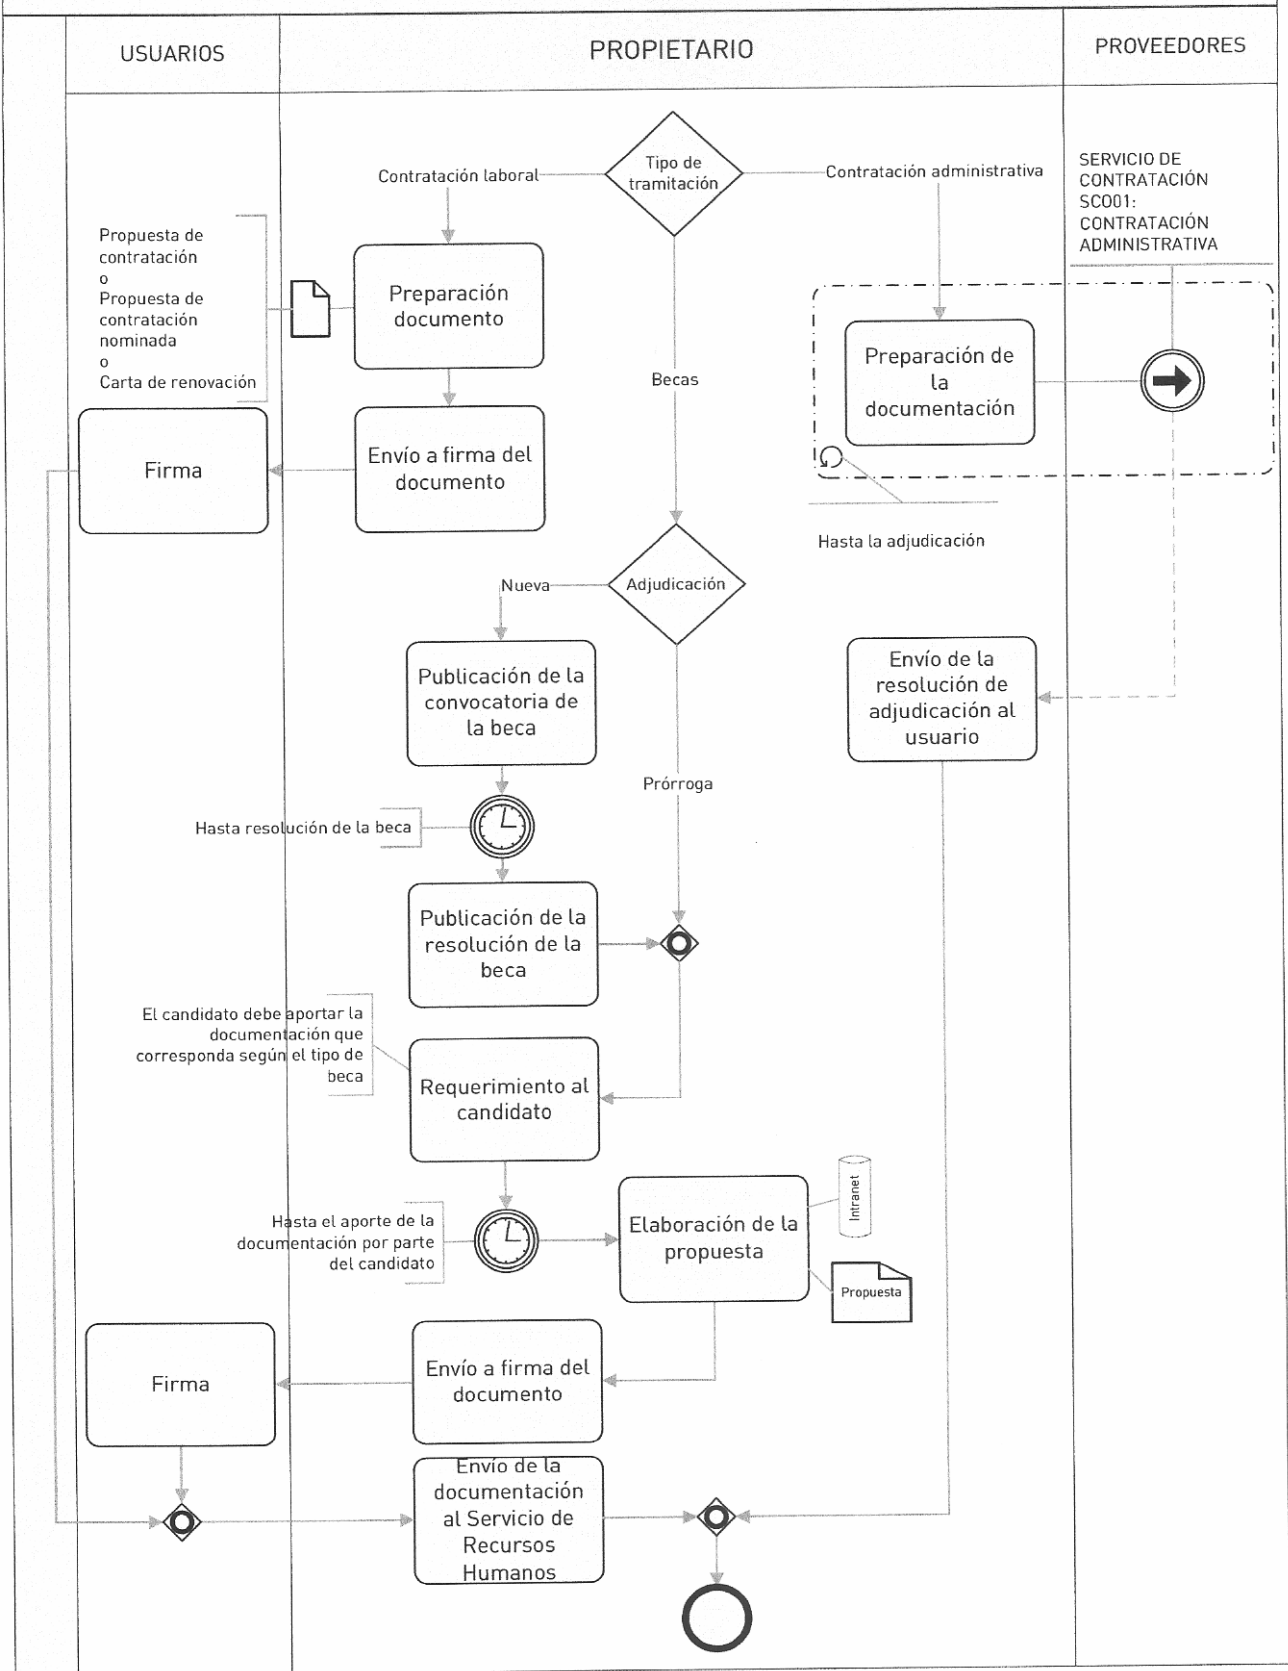 USUARIOS
PROPIETARIO
PROVEEDORES
Tipo de
tramitación
Contratación laboral
Contratación administrativa
SERVICIO DE
CONTRATACIÓN
SCO01:
CONTRATACIÓN
ADMINISTRATIVA
Propuesta de
contratación
o
Propuesta de
contratación
nominada
o
Carta de renovación
Preparación
documento
Becas
Preparación de
la
documentación
Firma
Envío a firma del
documento
Hasta la adjudicación
Nueva
Adjudicación
Publicación de la
convocatoria de
la beca
Envío de la
resolución de
adjudicación al
usuario
Prórroga
Hasta resolución de la beca
Publicación de la
resolución de la
beca
El candidato debe aportar la
documentación que
corresponda según el tipo de
beca
Requerimiento al
candidato
Hasta el aporte de la
documentación por parte
del candidato
Elaboración de la
propuesta
Intranet
Propuesta
Firma
Envío a firma del
documento
Envío de la
documentación
al Servicio de
Recursos
Humanos